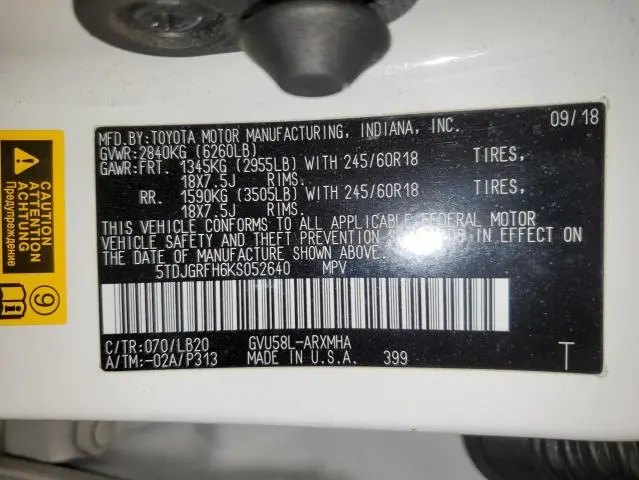 MFD.BY:TOYOTA MOTOR MANUFACTURING, INDIANA, INC. 09/18
GVWR:2840KG (6260LB)
GAWR:FRT. 1345KG (2955LB) WITH 245/60R18 TIRES,
18X7.5J RIMS.
RR. 1590KG (3505LB) WITH 245/60R18 TIRES,
18X7.5J RIMS.
THIS VEHICLE CONFORMS TO ALL APPLICABLE FEDERAL MOTOR
VEHICLE SAFETY AND THEFT PREVENTION STANDARDS IN EFFECT ON
THE DATE OF MANUFACTURE SHOWN ABOVE.
5TDJGRFH6KS052640 MPV
C/TR:070/LB20 GVU58L-ARXMHA
A/TM:-02A/P313 MADE IN U.S.A. 399 T
CAUTION
ATTENTION
ACHTUNG
Предупреждение
9